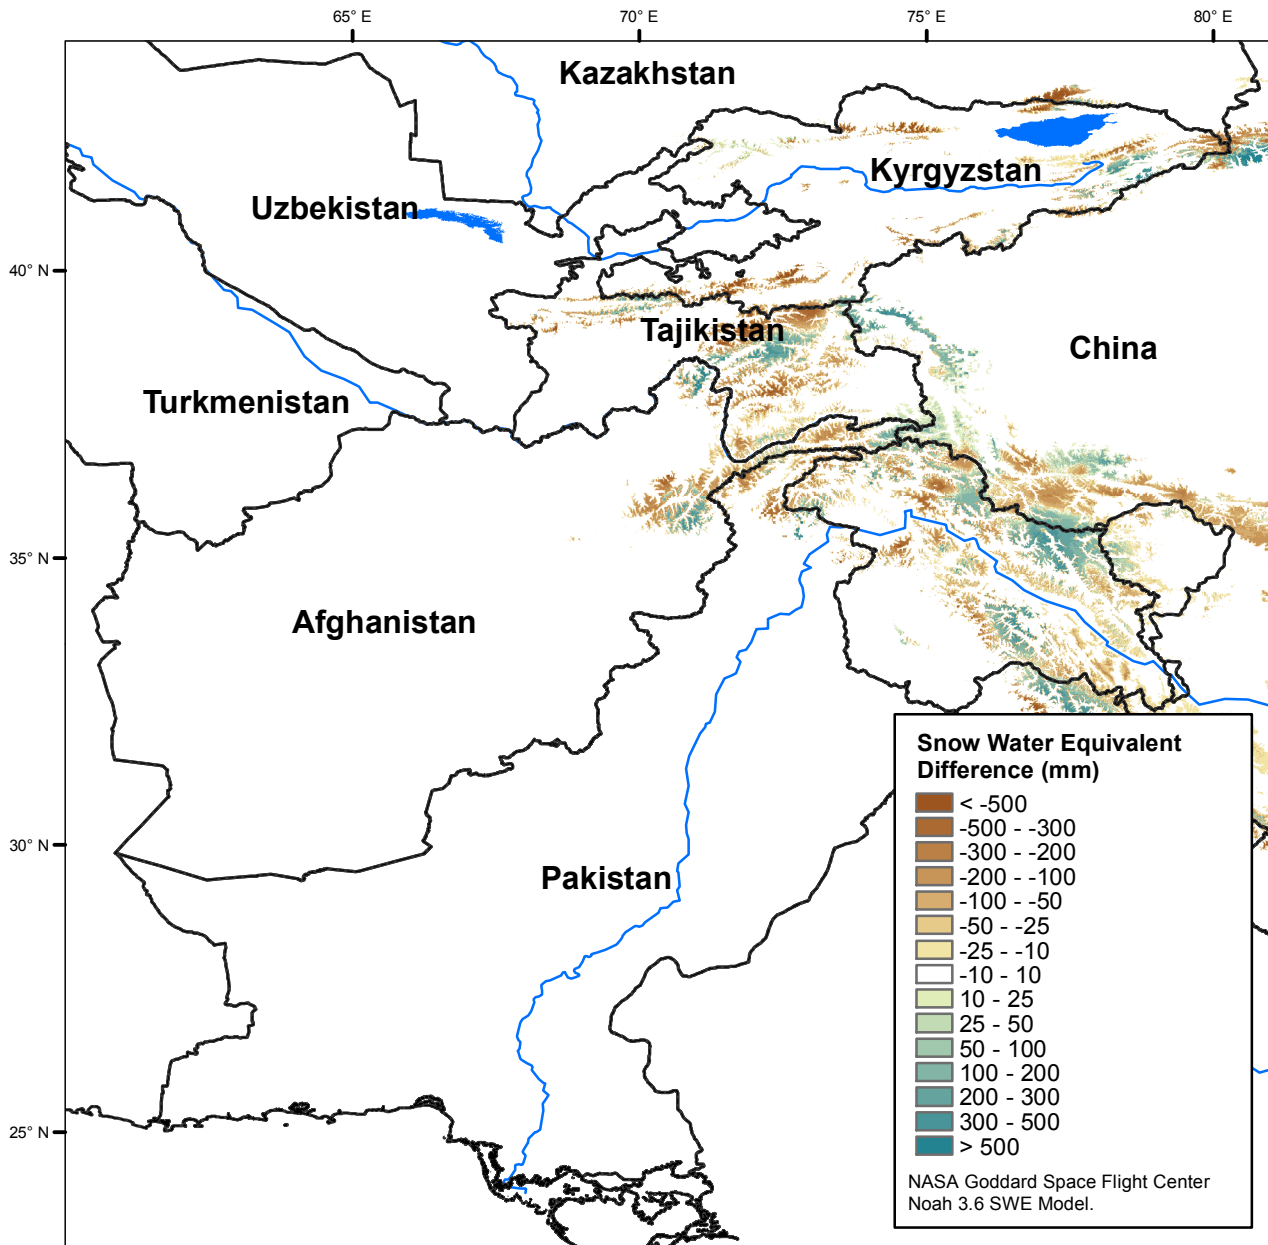 65° E
70° E
75° E
80° E
Kazakhstan
Kyrgyzstan
Uzbekistan
40° N
Tajikistan
China
Turkmenistan
35° N
Afghanistan
30° N
Pakistan
25° N
Snow Water Equivalent
Difference (mm)
< -500
-500 - -300
-300 - -200
-200 - -100
-100 - -50
-50 - -25
-25 - -10
-10 - 10
10 - 25
25 - 50
50 - 100
100 - 200
200 - 300
300 - 500
> 500
NASA Goddard Space Flight Center
Noah 3.6 SWE Model.